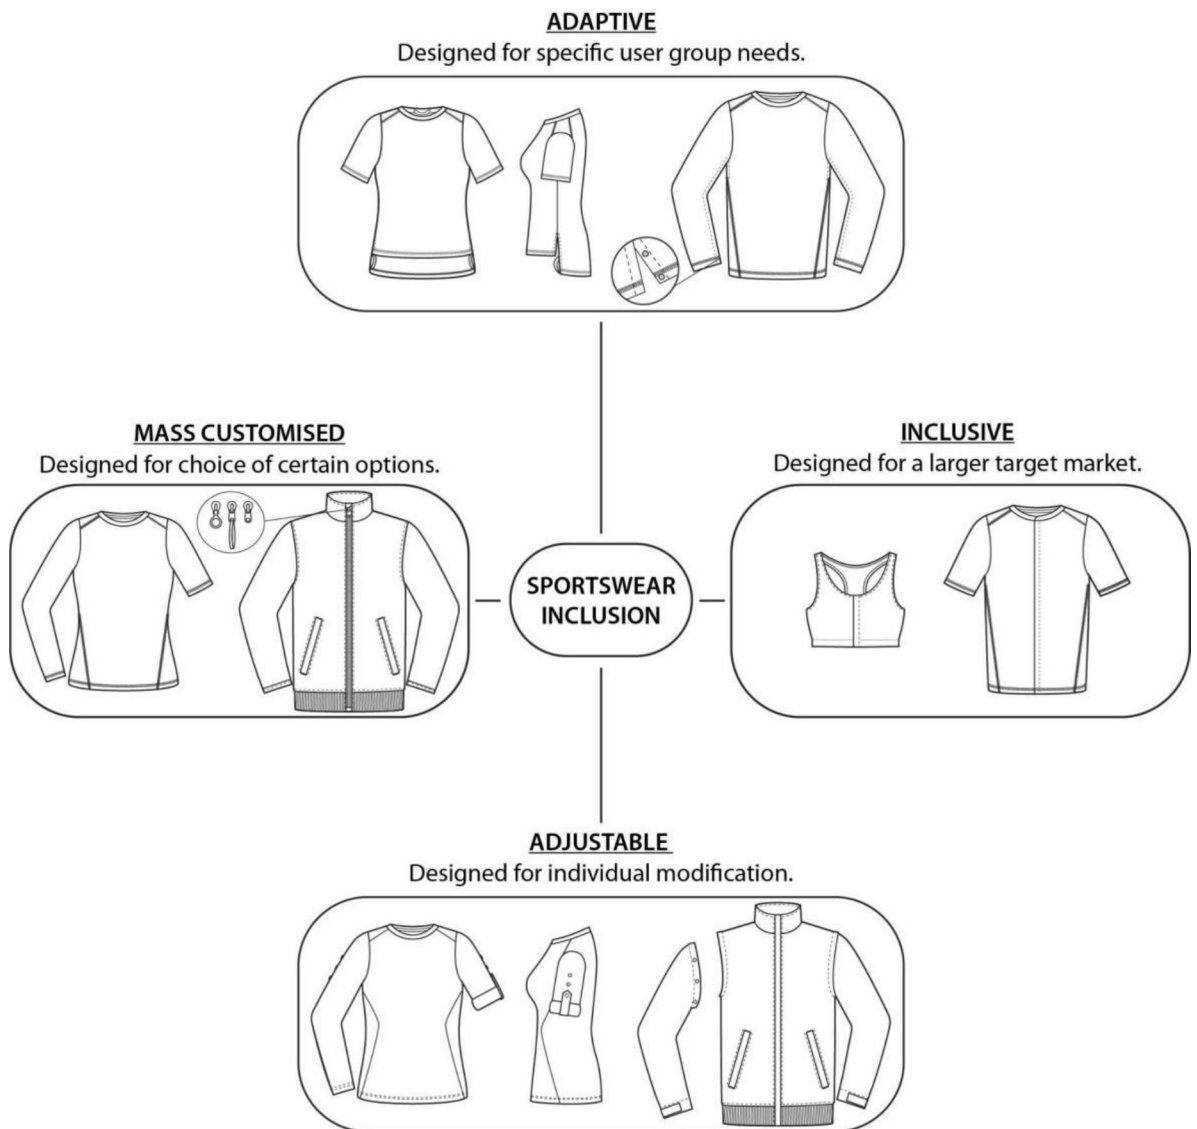 ADAPTIVE
Designed for specific user group needs.
MASS CUSTOMISED
Designed for choice of certain options.
INCLUSIVE
Designed for a larger target market.
SPORTSWEAR
INCLUSION
ADJUSTABLE
Designed for individual modification.